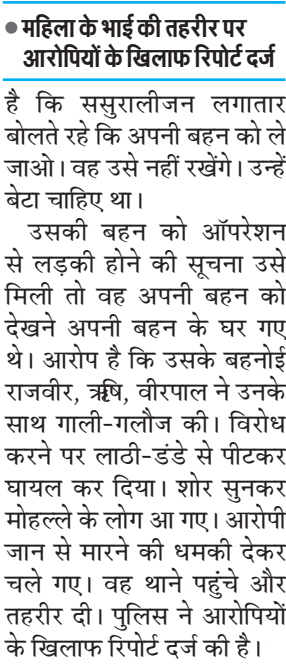 ● महिला के भाई की तहरीर पर
आरोपियों के खिलाफ रिपोर्ट दर्ज
है कि ससुरालीजन लगातार
बोलते रहे कि अपनी बहन को ले
जाओ। वह उसे नहीं रखेंगे। उन्हें
बेटा चाहिए था।
उसकी बहन को ऑपरेशन
से लड़की होने की सूचना उसे
मिली तो वह अपनी बहन को
देखने अपनी बहन के घर गए
थे। आरोप है कि उसके बहनोई
राजवीर, ऋषि, वीरपाल ने उनके
साथ गाली-गलौज की। विरोध
करने पर लाठी-डंडे से पीटकर
घायल कर दिया। शोर सुनकर
मोहल्ले के लोग आ गए। आरोपी
जान से मारने की धमकी देकर
चले गए। वह थाने पहुंचे और
तहरीर दी। पुलिस ने आरोपियों
के खिलाफ रिपोर्ट दर्ज की है।